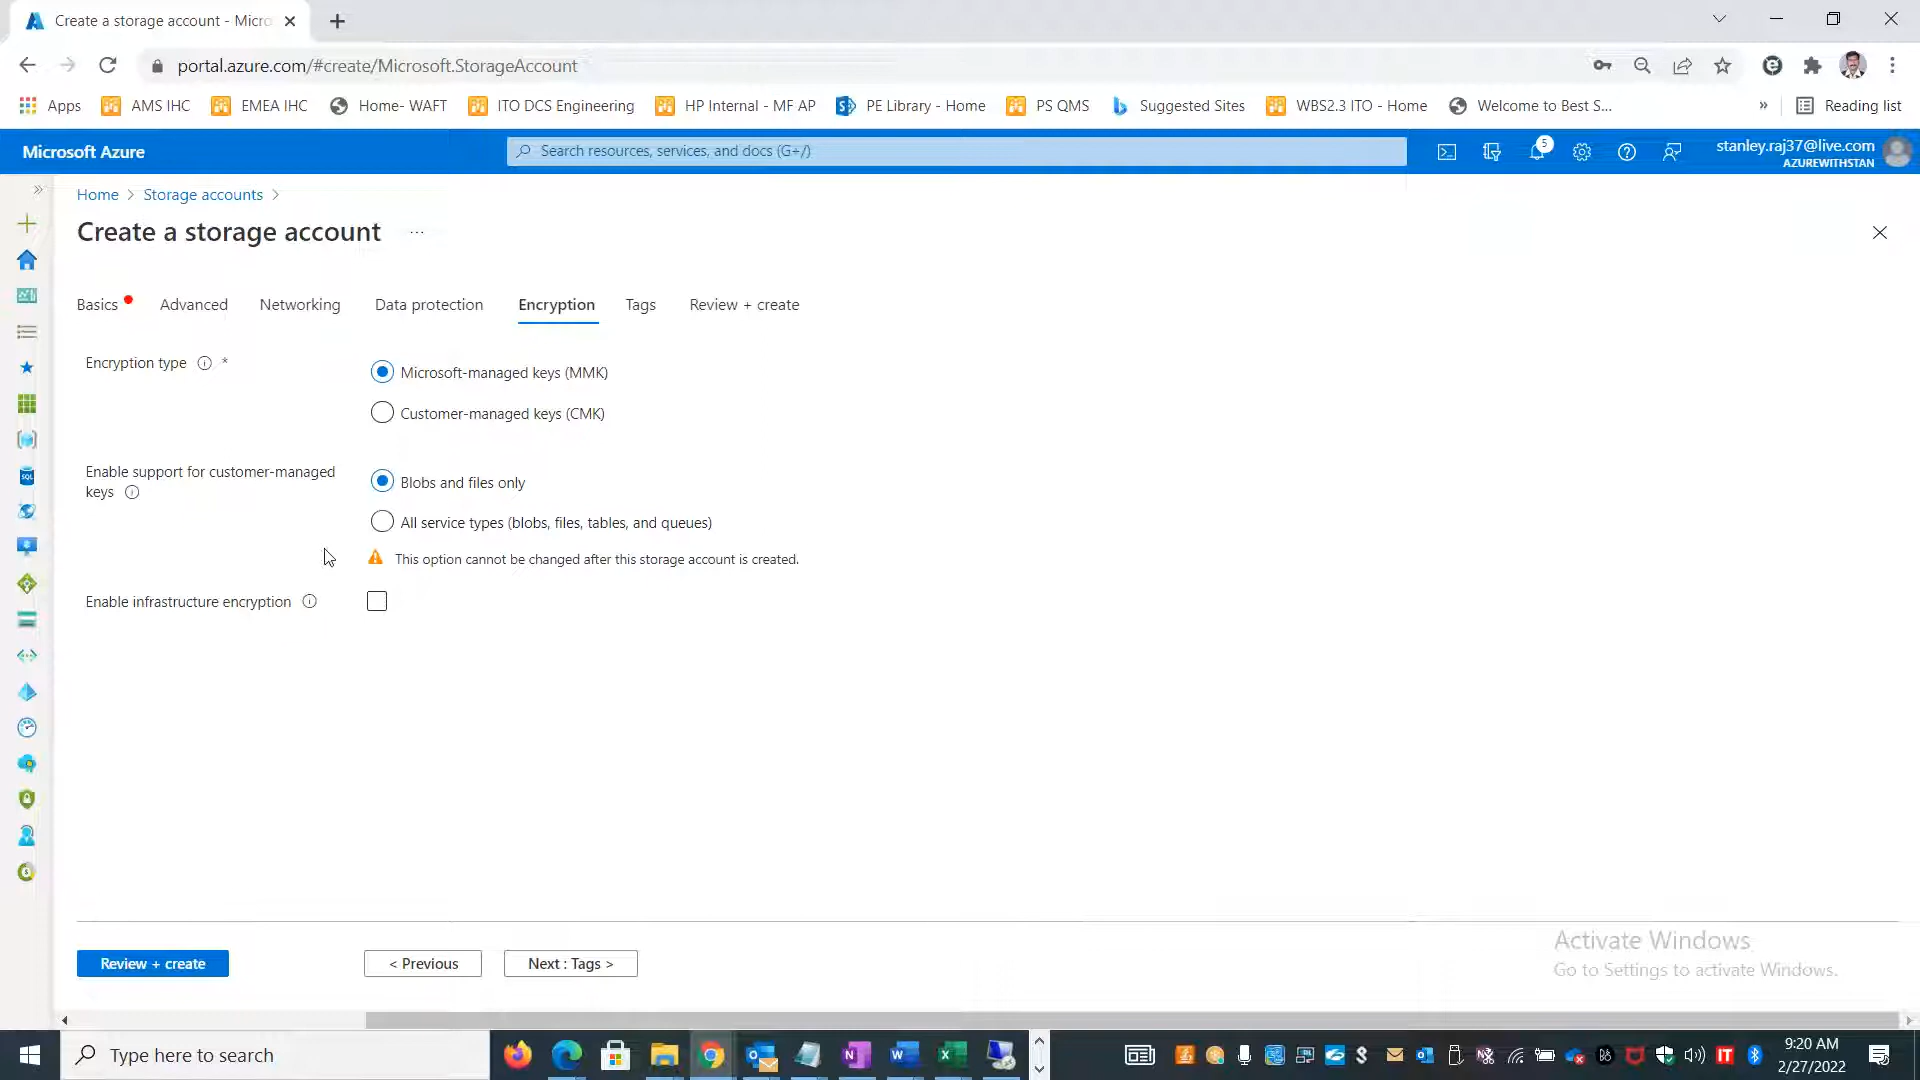 Create a storage account - Micro
portal.azure.com/#create/Microsoft.StorageAccount
Apps AMS IHC EMEA IHC Home- WAFT ITO DCS Engineering HP Internal - MF AP PE Library - Home PS QMS Suggested Sites WBS2.3 ITO - Home Welcome to Best S... » Reading list
Microsoft Azure
Search resources, services, and docs (G+/)
5
stanley.raj37@live.com
AZUREWITHSTAN
Home > Storage accounts >
Create a storage account ...
Basics Advanced Networking Data protection Encryption Tags Review + create
Encryption type *
Microsoft-managed keys (MMK)
Customer-managed keys (CMK)
Enable support for customer-managed
keys
Blobs and files only
All service types (blobs, files, tables, and queues)
This option cannot be changed after this storage account is created.
Enable infrastructure encryption
Review + create
< Previous
Next : Tags >
Activate Windows
Go to Settings to activate Windows.
Type here to search
9:20 AM
2/27/2022